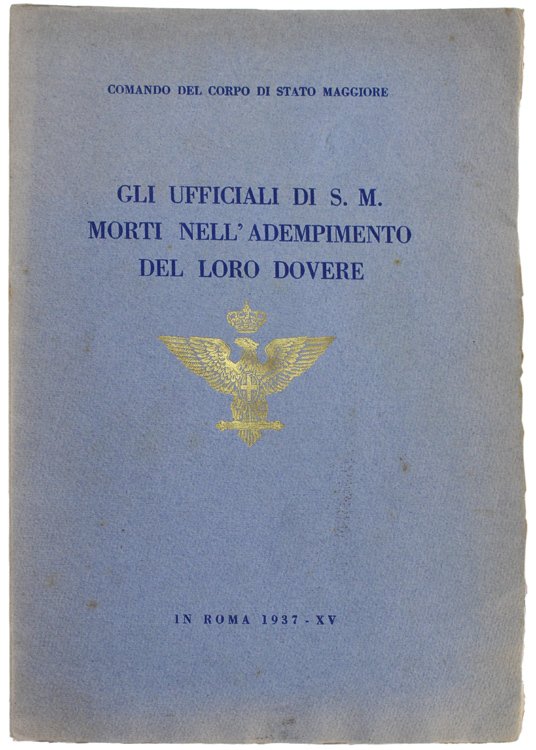 COMANDO DEL CORPO DI STATO MAGGIORE
GLI UFFICIALI DI S. M.
MORTI NELL'ADEMPIMENTO
DEL LORO DOVERE
IN ROMA 1937 - XV